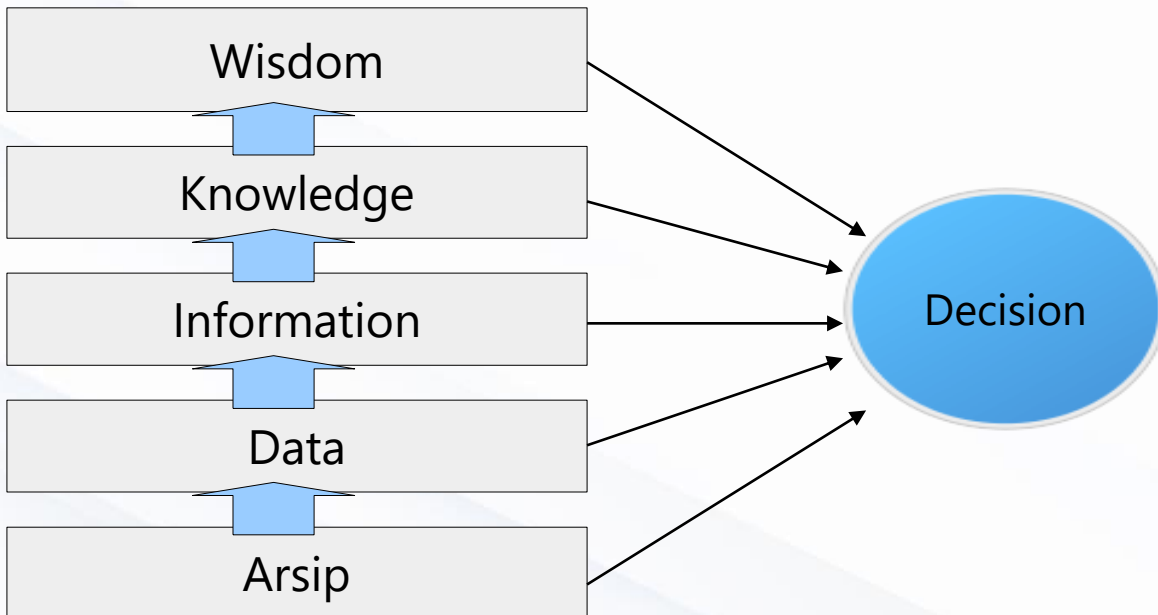 Wisdom
Knowledge
Information
Data
Arsip
Decision